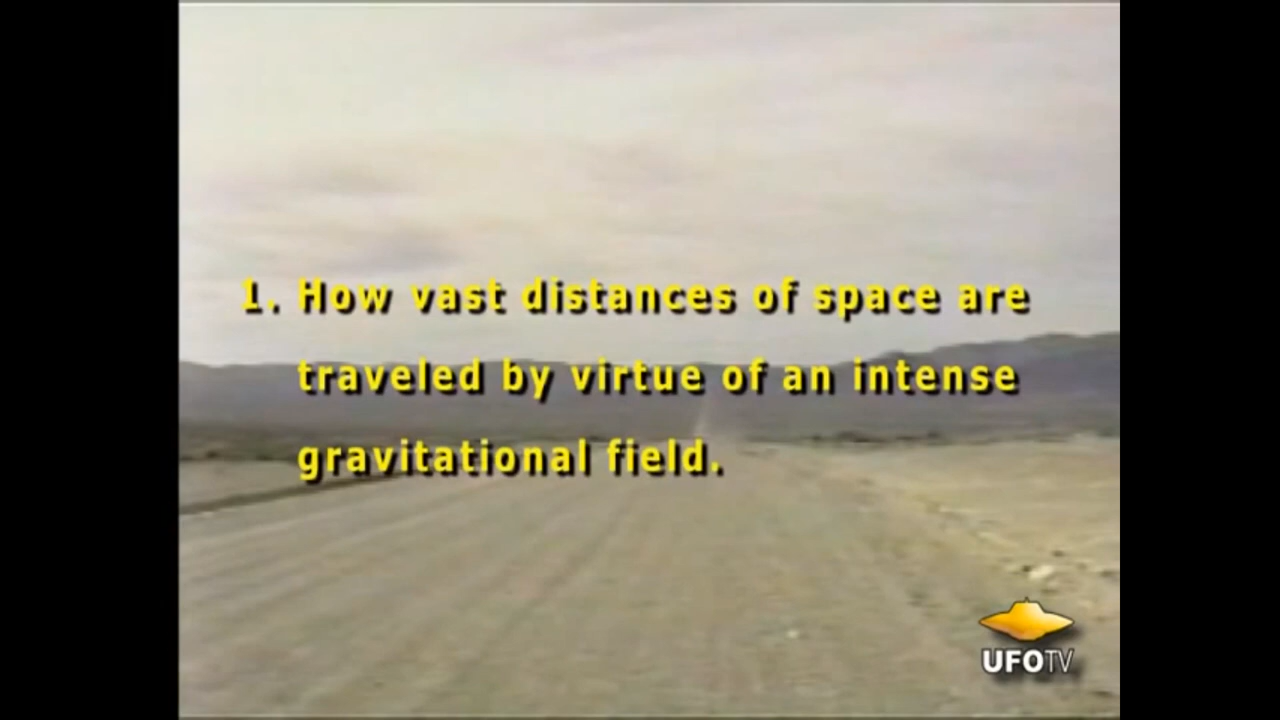 1. How vast distances of space are
traveled by virtue of an intense
gravitational field.
UFOTV